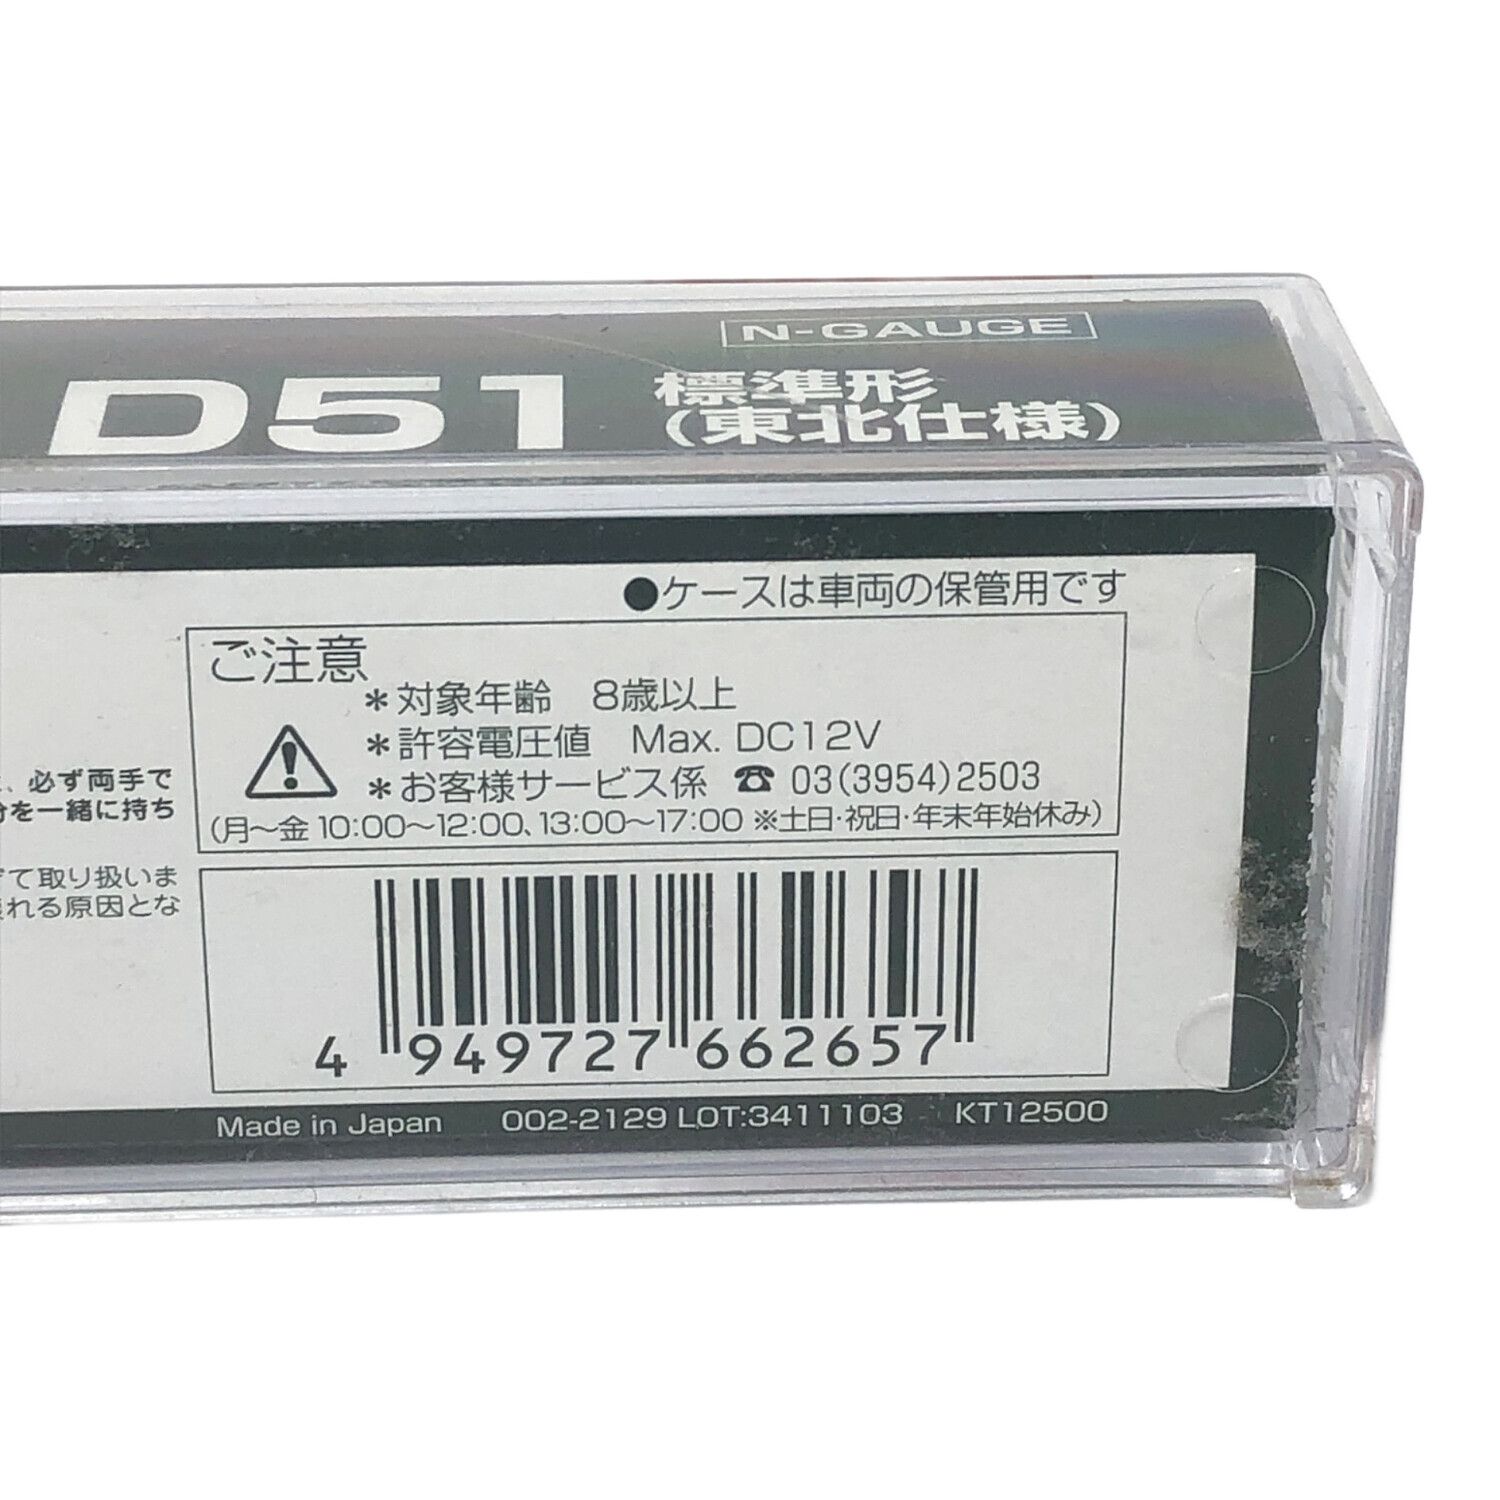 N-GAUGE
D51 標準形
(東北仕様)
●ケースは車両の保管用です
ご注意
*対象年齢 8歳以上
*許容電圧値 Max. DC12V
*お客様サービス係 ☎ 03(3954)2503
(月〜金 10:00〜12:00、13:00〜17:00 ※土日・祝日・年末年始休み)
、必ず両手で
分を一緒に持ち
て取り扱いま
れる原因とな
4 949727 662657
Made in Japan 002-2129 LOT:3411103 KT12500